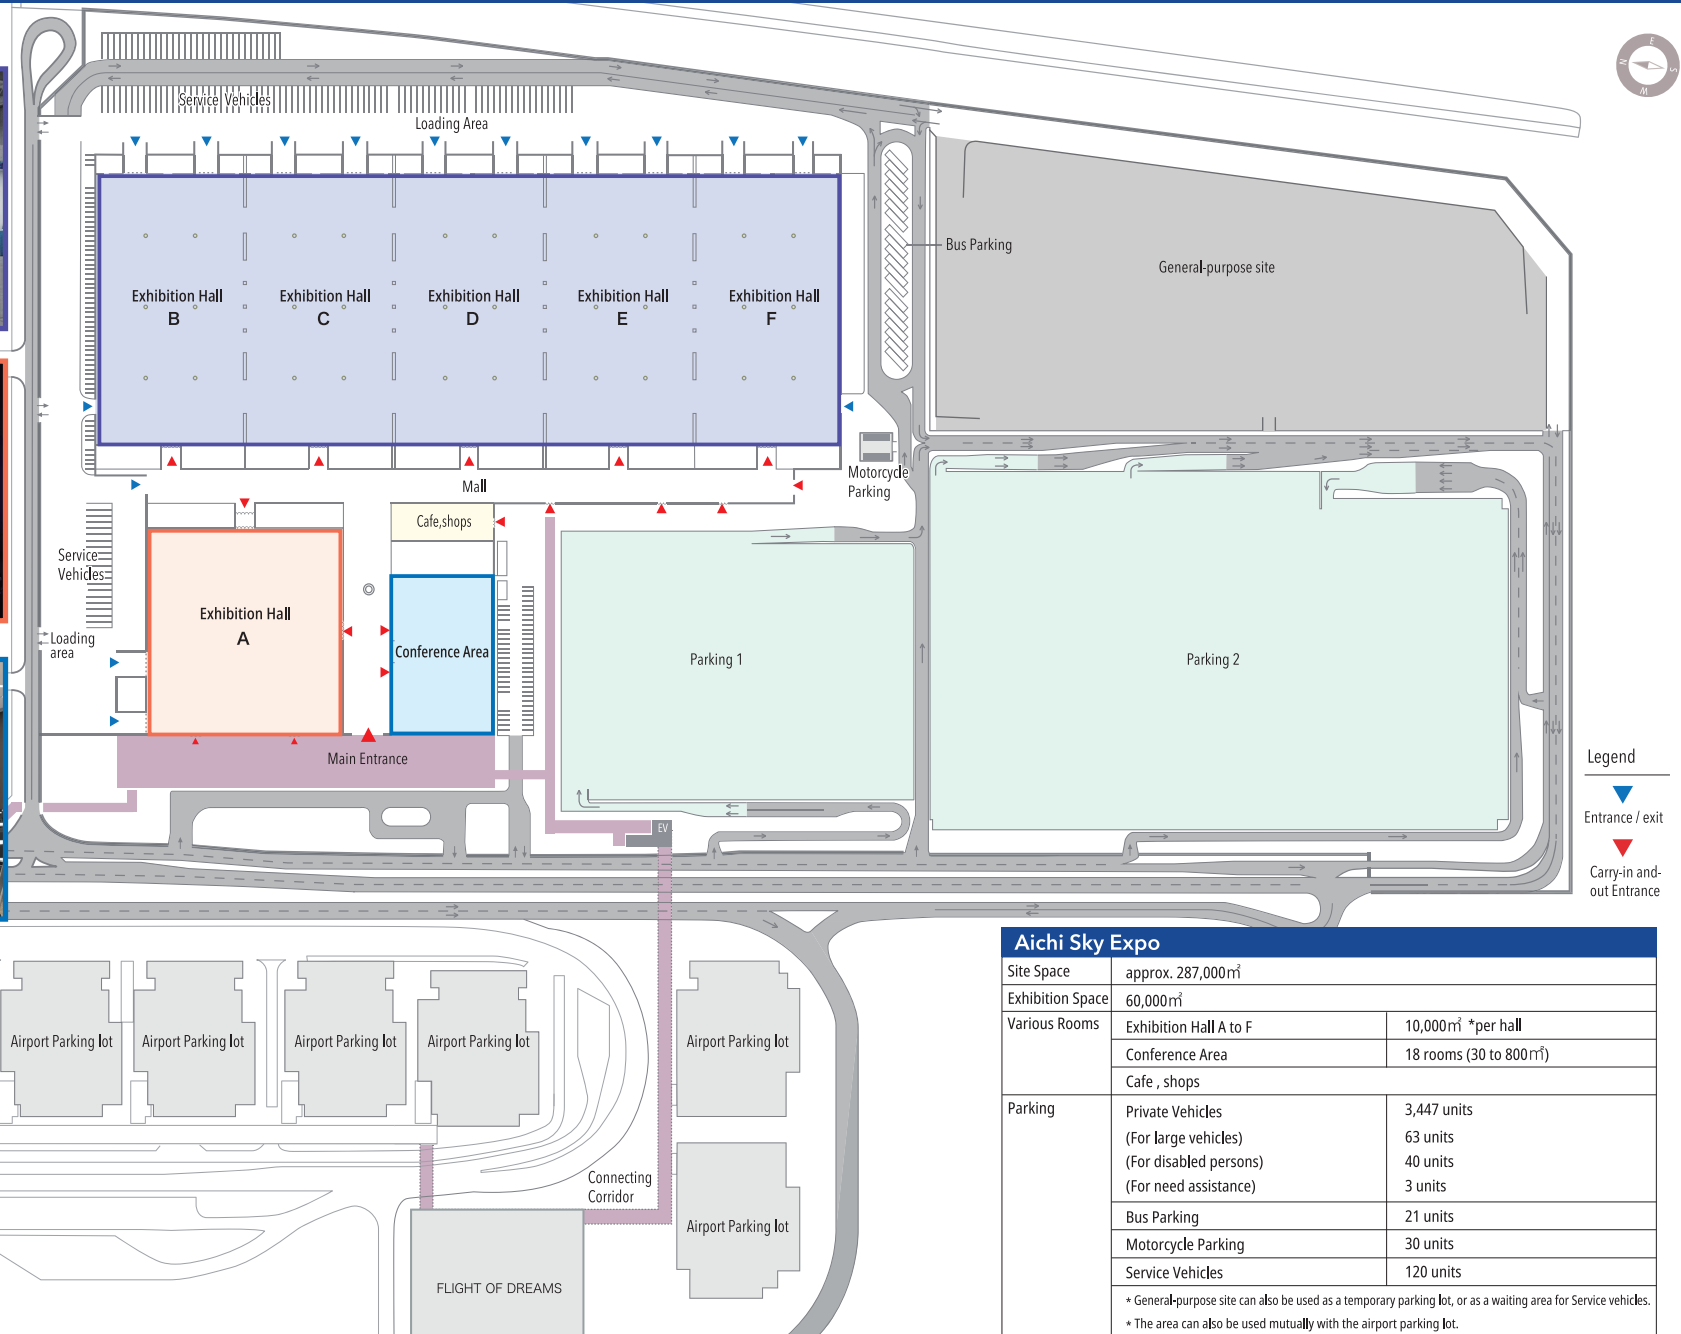 E
N
S
W
Service Vehicles
Loading Area
Bus Parking
General-purpose site
Exhibition Hall
B
Exhibition Hall
C
Exhibition Hall
D
Exhibition Hall
E
Exhibition Hall
F
Motorcycle
Parking
Mall
Cafe,shops
Service
Vehicles
Exhibition Hall
A
Loading
area
Conference Area
Parking 1
Parking 2
Main Entrance
EV
Legend
Entrance / exit
Carry-in and-
out Entrance
Airport Parking lot
Airport Parking lot
Airport Parking lot
Airport Parking lot
Airport Parking lot
Connecting
Corridor
Airport Parking lot
FLIGHT OF DREAMS
Aichi Sky Expo
Site Space approx. 287,000㎡
Exhibition Space 60,000㎡
Various Rooms Exhibition Hall A to F 10,000㎡ *per hall
Conference Area 18 rooms (30 to 800㎡)
Cafe , shops
Parking Private Vehicles 3,447 units
(For large vehicles) 63 units
(For disabled persons) 40 units
(For need assistance) 3 units
Bus Parking 21 units
Motorcycle Parking 30 units
Service Vehicles 120 units
* General-purpose site can also be used as a temporary parking lot, or as a waiting area for Service vehicles.
* The area can also be used mutually with the airport parking lot.